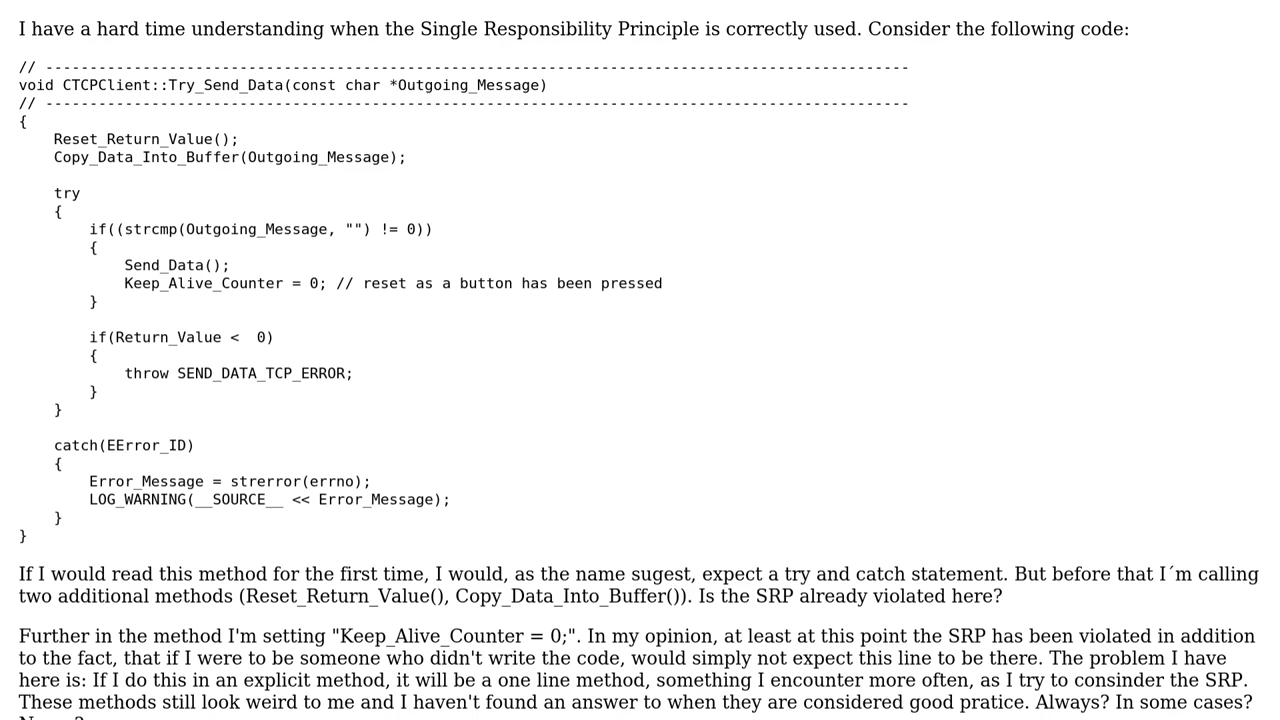 I have a hard time understanding when the Single Responsibility Principle is correctly used. Consider the following code:
// --------------------------------------------------------------------------------------------------
void CTCPClient::Try_Send_Data(const char *Outgoing_Message)
// --------------------------------------------------------------------------------------------------
{
    Reset_Return_Value();
    Copy_Data_Into_Buffer(Outgoing_Message);
    try
    {
        if((strcmp(Outgoing_Message, "") != 0))
        {
            Send_Data();
            Keep_Alive_Counter = 0; // reset as a button has been pressed
        }
        if(Return_Value <  0)
        {
            throw SEND_DATA_TCP_ERROR;
        }
    }
    catch(EError_ID)
    {
        Error_Message = strerror(errno);
        LOG_WARNING(__SOURCE__ << Error_Message);
    }
}
If I would read this method for the first time, I would, as the name sugest, expect a try and catch statement. But before that I´m calling
two additional methods (Reset_Return_Value(), Copy_Data_Into_Buffer()). Is the SRP already violated here?
Further in the method I'm setting "Keep_Alive_Counter = 0;". In my opinion, at least at this point the SRP has been violated in addition
to the fact, that if I were to be someone who didn't write the code, would simply not expect this line to be there. The problem I have
here is: If I do this in an explicit method, it will be a one line method, something I encounter more often, as I try to consinder the SRP.
These methods still look weird to me and I haven't found an answer to when they are considered good pratice. Always? In some cases?